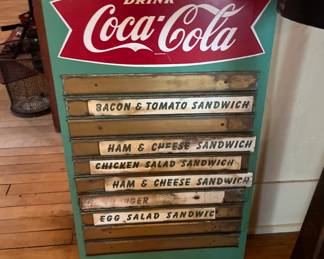 DRINK
Coca-Cola
BACON & TOMATO SANDWICH
HAM & CHEESE SANDWICH
CHICKEN SALAD SANDWICH
HAM & CHEESE SANDWICH
EGG SALAD SANDWIC